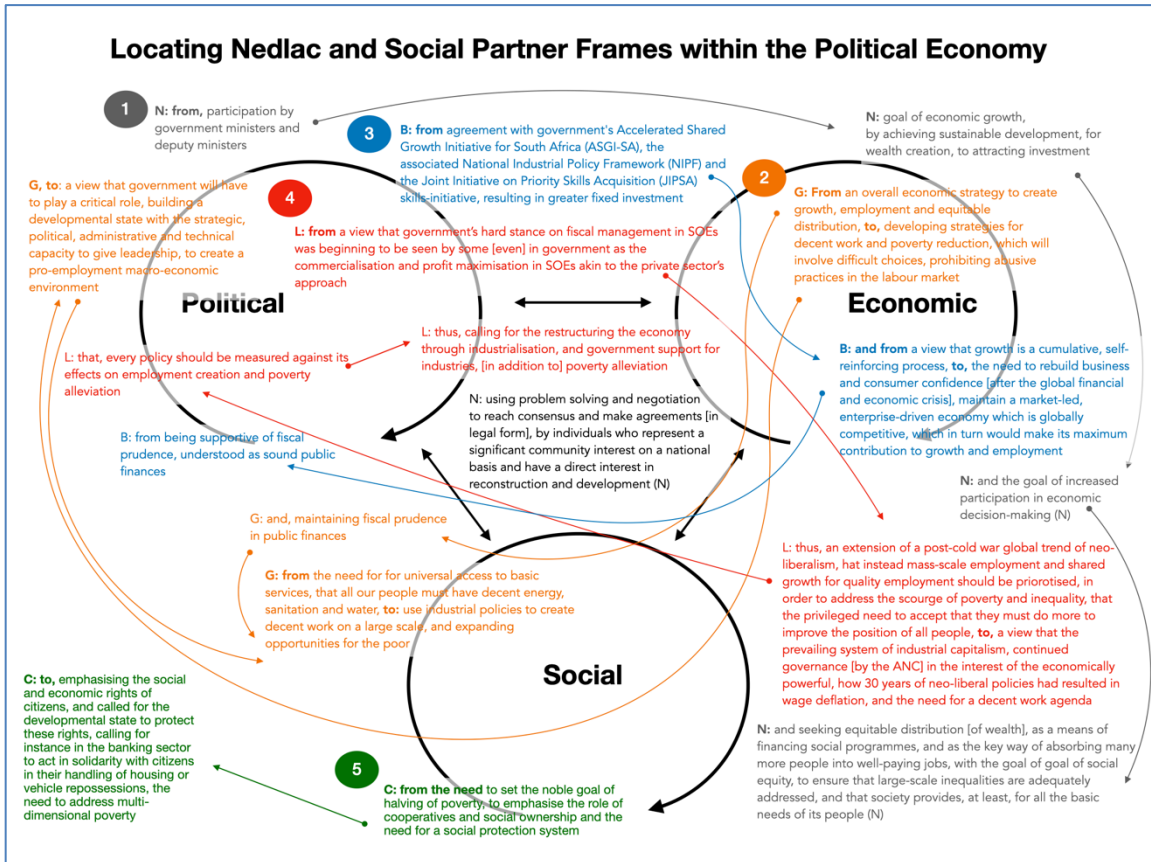 Locating Nedlac and Social Partner Frames within the Political Economy
1
N: from, participation by
government ministers and
deputy ministers
3
B: from agreement with government's Accelerated Shared
Growth Initiative for South Africa (ASGI-SA), the
associated National Industrial Policy Framework (NIPF) and
the Joint Initiative on Priority Skills Acquisition (JIPSA)
skills-initiative, resulting in greater fixed investment
N: goal of economic growth,
by achieving sustainable development, for
wealth creation, to attracting investment
2
G: From an overall economic strategy to create
growth, employment and equitable
distribution, to, developing strategies for
decent work and poverty reduction, which will
involve difficult choices, prohibiting abusive
practices in the labour market
G, to: a view that government will have
to play a critical role, building a
developmental state with the strategic,
political, administrative and technical
capacity to give leadership, to create a
pro-employment macro-economic
environment
4
L: from a view that government's hard stance on fiscal management in SOEs
was beginning to be seen by some [even] in government as the
commercialisation and profit maximisation in SOEs akin to the private sector's
approach
Political
Economic
L: that, every policy should be measured against its
effects on employment creation and poverty
alleviation
L: thus, calling for the restructuring the economy
through industrialisation, and government support for
industries, [in addition to] poverty alleviation
B: and from a view that growth is a cumulative, self-
reinforcing process, to, the need to rebuild business
and consumer confidence [after the global financial
and economic crisis], maintain a market-led,
enterprise-driven economy which is globally
competitive, which in turn would make its maximum
contribution to growth and employment
N: using problem solving and negotiation
to reach consensus and make agreements [in
legal form], by individuals who represent a
significant community interest on a national
basis and have a direct interest in
reconstruction and development (N)
B: from being supportive of fiscal
prudence, understood as sound public
finances
N: and the goal of increased
participation in economic
decision-making (N)
G: and, maintaining fiscal prudence
in public finances
G: from the need for for universal access to basic
services, that all our people must have decent energy,
sanitation and water, to: use industrial policies to create
decent work on a large scale, and expanding
opportunities for the poor
L: thus, an extension of a post-cold war global trend of neo-
liberalism, hat instead mass-scale employment and shared
growth for quality employment should be priorotised, in
order to address the scourge of poverty and inequality, that
the privileged need to accept that they must do more to
improve the position of all people, to, a view that the
prevailing system of industrial capitalism, continued
governance [by the ANC] in the interest of the economically
powerful, how 30 years of neo-liberal policies had resulted in
wage deflation, and the need for a decent work agenda
Social
C: to, emphasising the social
and economic rights of
citizens, and called for the
developmental state to protect
these rights, calling for
instance in the banking sector
to act in solidarity with citizens
in their handling of housing or
vehicle repossessions, the
need to address multi-
dimensional poverty
5
C: from the need to set the noble goal of
halving of poverty, to emphasise the role of
cooperatives and social ownership and the
need for a social protection system
N: and seeking equitable distribution [of wealth], as a means of
financing social programmes, and as the key way of absorbing many
more people into well-paying jobs, with the goal of goal of social
equity, to ensure that large-scale inequalities are adequately
addressed, and that society provides, at least, for all the basic
needs of its people (N)